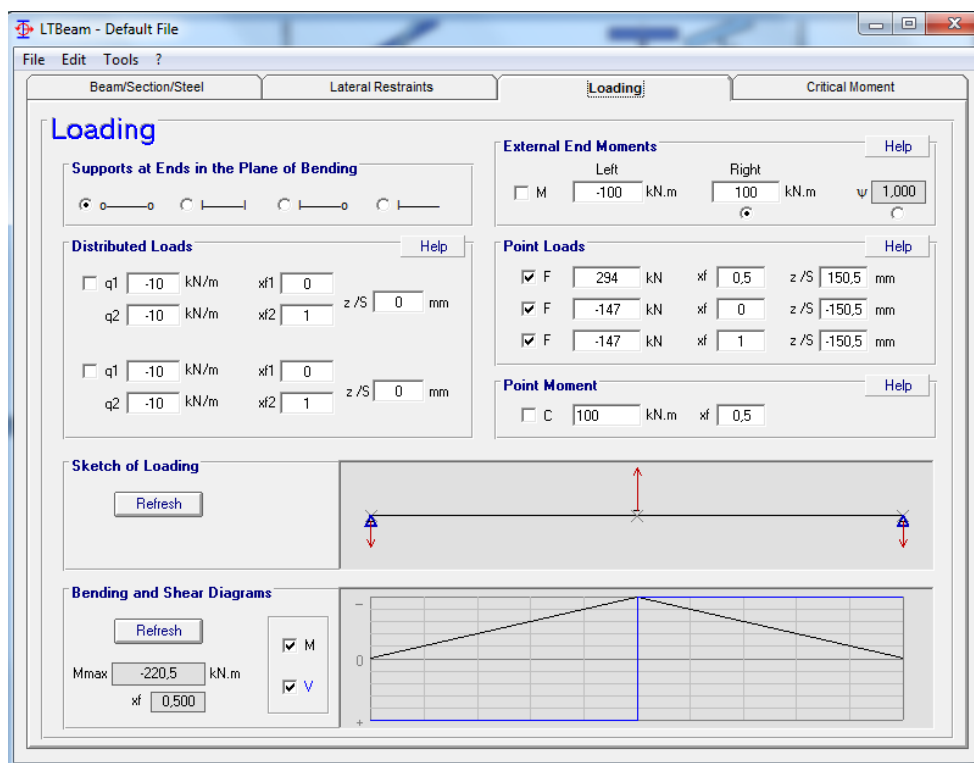 LTBeam - Default File
File Edit Tools ?
Beam/Section/Steel Lateral Restraints Loading Critical Moment
Loading
Supports at Ends in the Plane of Bending
External End Moments Help
Left Right
M -100 kN.m 100 kN.m ψ 1,000
Distributed Loads Help
q1 -10 kN/m xf1 0
q2 -10 kN/m xf2 1
z /S 0 mm
q1 -10 kN/m xf1 0
q2 -10 kN/m xf2 1
z /S 0 mm
Point Loads Help
F 294 kN xf 0,5 z /S 150,5 mm
F -147 kN xf 0 z /S -150,5 mm
F -147 kN xf 1 z /S -150,5 mm
Point Moment Help
C 100 kN.m xf 0,5
Sketch of Loading
Refresh
Bending and Shear Diagrams
Refresh
Mmax -220,5 kN.m
xf 0,500
M
V
−
0
+